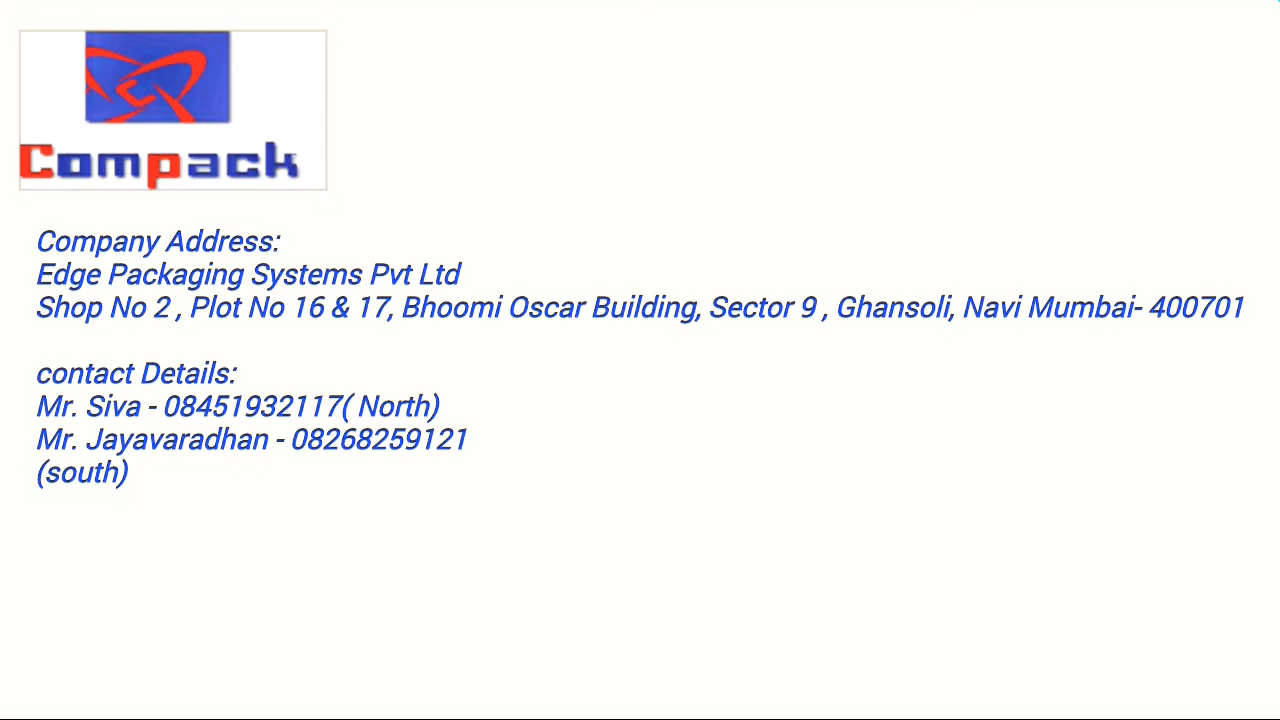 Compack
Company Address:
Edge Packaging Systems Pvt Ltd
Shop No 2 , Plot No 16 & 17, Bhoomi Oscar Building, Sector 9 , Ghansoli, Navi Mumbai- 400701
contact Details:
Mr. Siva - 08451932117( North)
Mr. Jayavaradhan - 08268259121
(south)